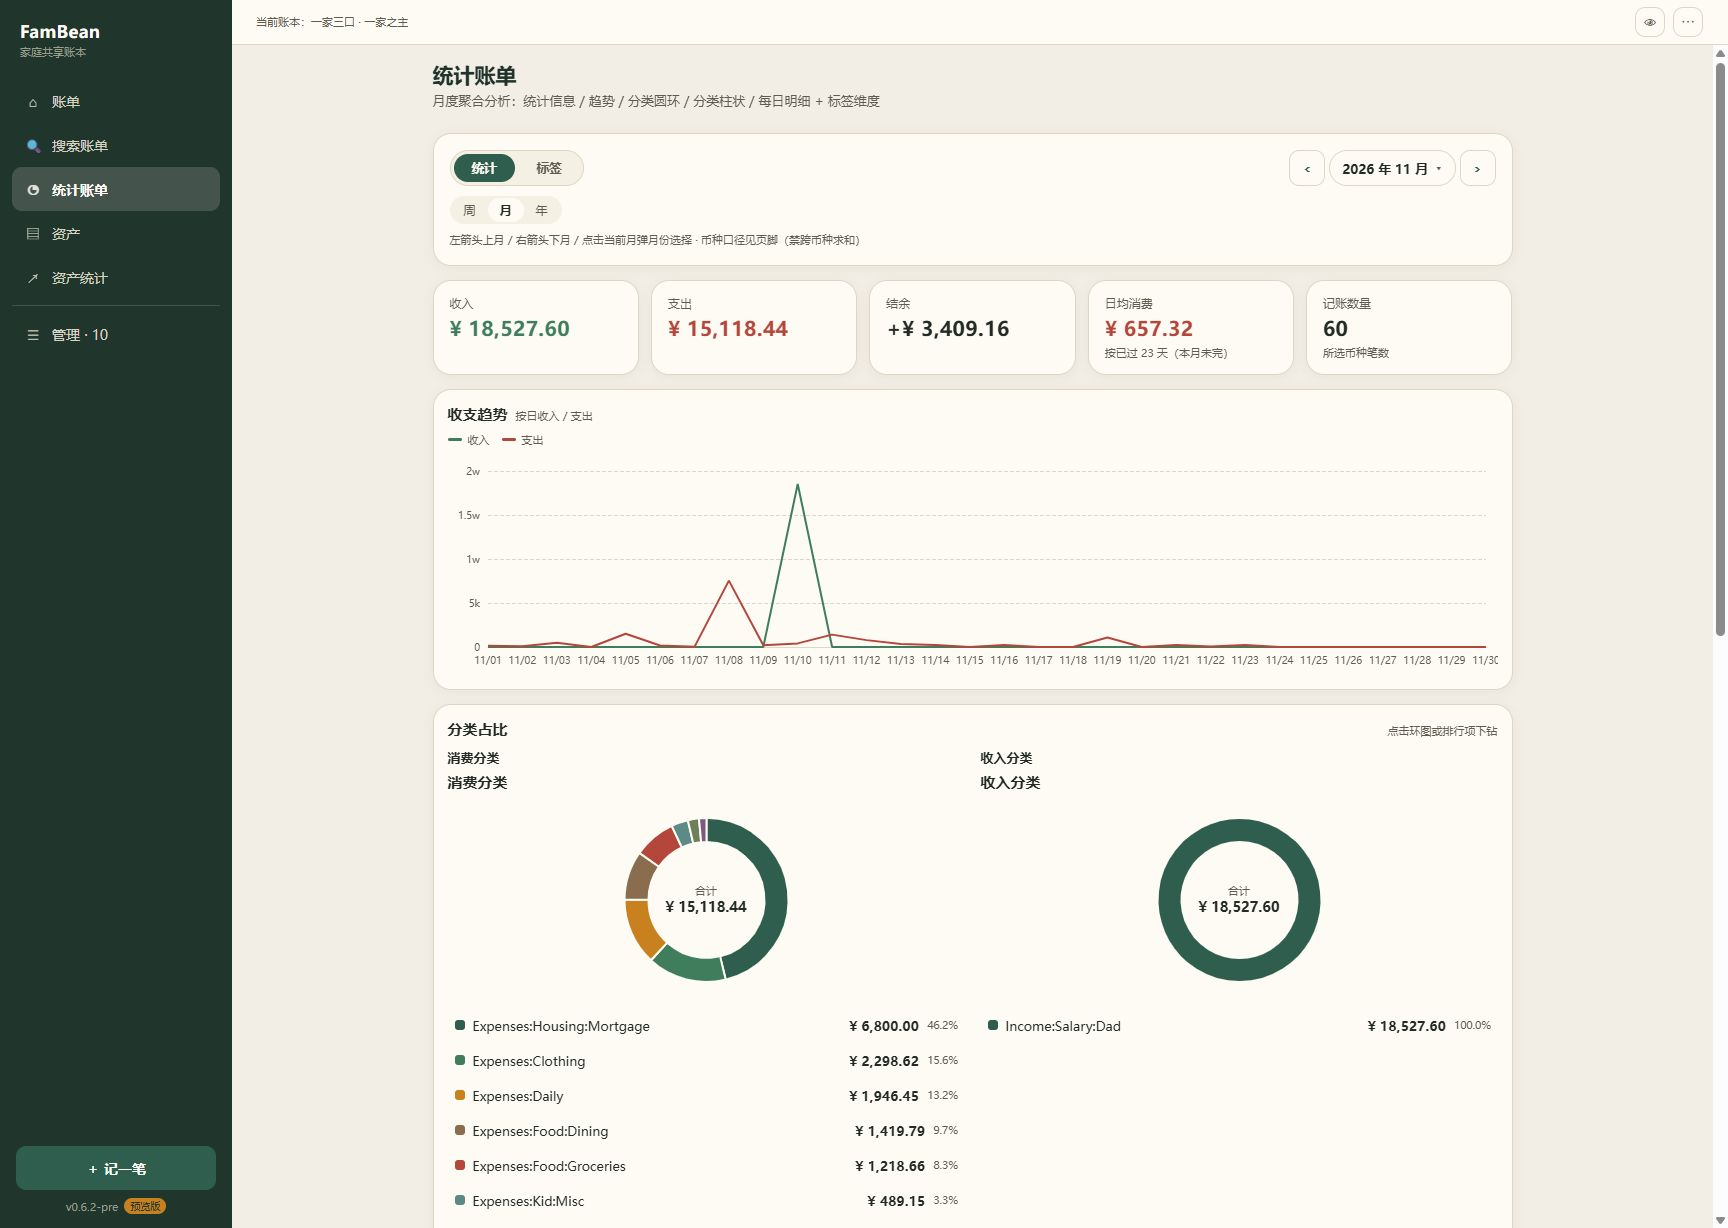 FamBean
家庭共享账本
账单
搜索账单
统计账单
资产
资产统计
管理 · 10
+ 记一笔
v0.6.2-pre 预览版
当前账本：一家三口 · 一家之主
统计账单
月度聚合分析：统计信息 / 趋势 / 分类圆环 / 分类柱状 / 每日明细 + 标签维度
统计 标签
‹ 2026 年 11 月 ›
周 月 年
左箭头上月 / 右箭头下月 / 点击当前月弹月份选择 · 币种口径见页脚（禁跨币种求和）
收入
¥ 18,527.60
支出
¥ 15,118.44
结余
+¥ 3,409.16
日均消费
¥ 657.32
按已过 23 天（本月未完）
记账数量
60
所选币种笔数
收支趋势 按日收入 / 支出
收入 支出
2w
1.5w
1w
5k
0
11/01 11/02 11/03 11/04 11/05 11/06 11/07 11/08 11/09 11/10 11/11 11/12 11/13 11/14 11/15 11/16 11/17 11/18 11/19 11/20 11/21 11/22 11/23 11/24 11/25 11/26 11/27 11/28 11/29 11/30
分类占比
点击环图或排行项下钻
消费分类
消费分类
合计
¥ 15,118.44
Expenses:Housing:Mortgage ¥ 6,800.00 46.2%
Expenses:Clothing ¥ 2,298.62 15.6%
Expenses:Daily ¥ 1,946.45 13.2%
Expenses:Food:Dining ¥ 1,419.79 9.7%
Expenses:Food:Groceries ¥ 1,218.66 8.3%
Expenses:Kid:Misc ¥ 489.15 3.3%
收入分类
收入分类
合计
¥ 18,527.60
Income:Salary:Dad ¥ 18,527.60 100.0%